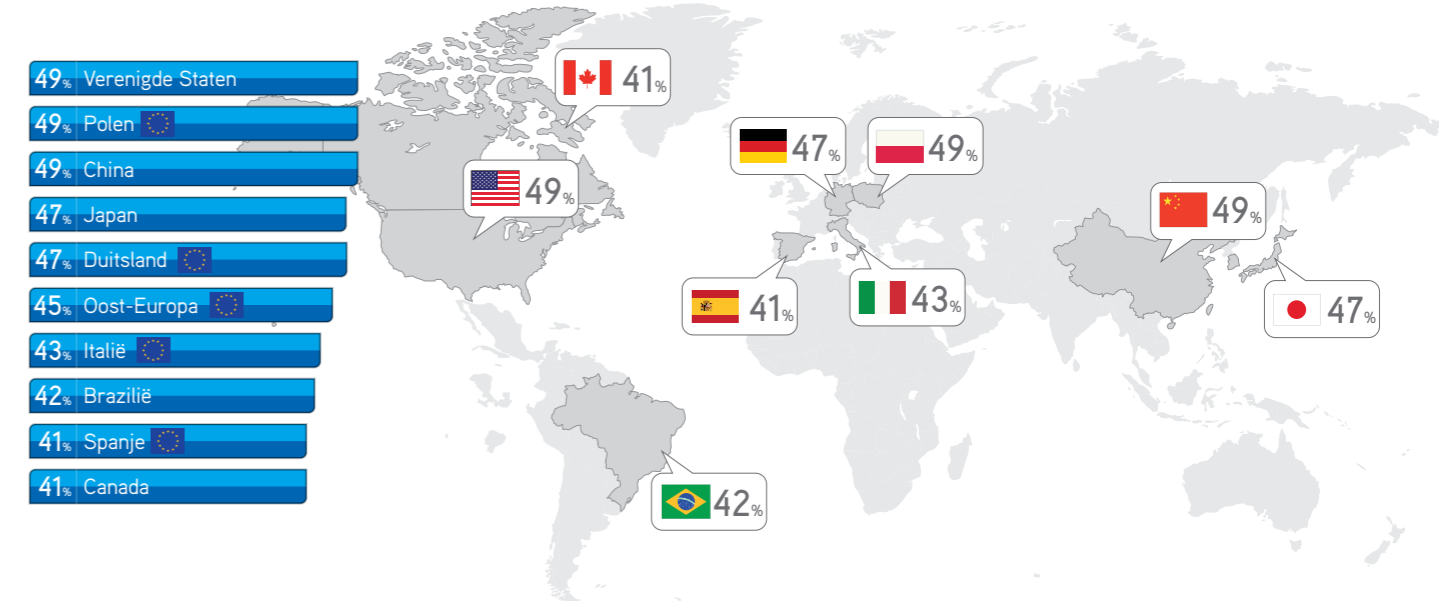 49% Verenigde Staten
49% Polen
49% China
47% Japan
47% Duitsland
45% Oost-Europa
43% Italië
42% Brazilië
41% Spanje
41% Canada
41%
49%
47%
49%
49%
41%
43%
47%
42%